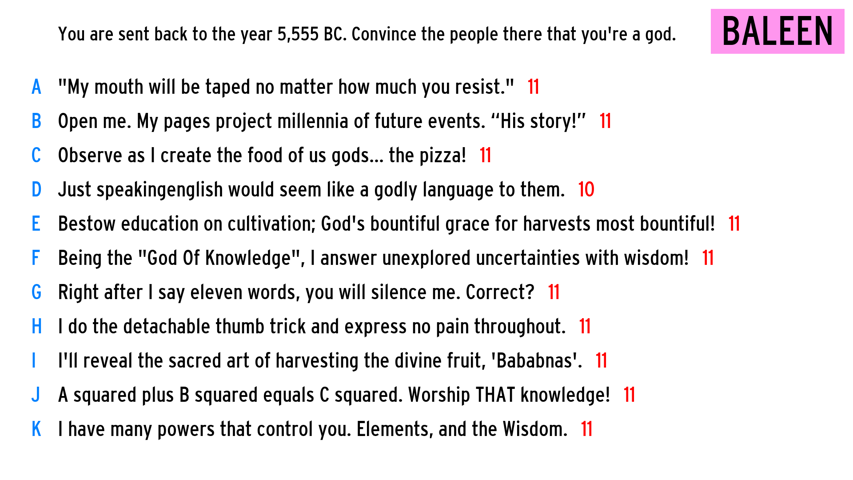 You are sent back to the year 5,555 BC. Convince the people there that you're a god.
BALEEN
A "My mouth will be taped no matter how much you resist." 11
B Open me. My pages project millennia of future events. “His story!” 11
C Observe as I create the food of us gods... the pizza! 11
D Just speakingenglish would seem like a godly language to them. 10
E Bestow education on cultivation; God's bountiful grace for harvests most bountiful! 11
F Being the "God Of Knowledge", I answer unexplored uncertainties with wisdom! 11
G Right after I say eleven words, you will silence me. Correct? 11
H I do the detachable thumb trick and express no pain throughout. 11
I I'll reveal the sacred art of harvesting the divine fruit, 'Bababnas'. 11
J A squared plus B squared equals C squared. Worship THAT knowledge! 11
K I have many powers that control you. Elements, and the Wisdom. 11